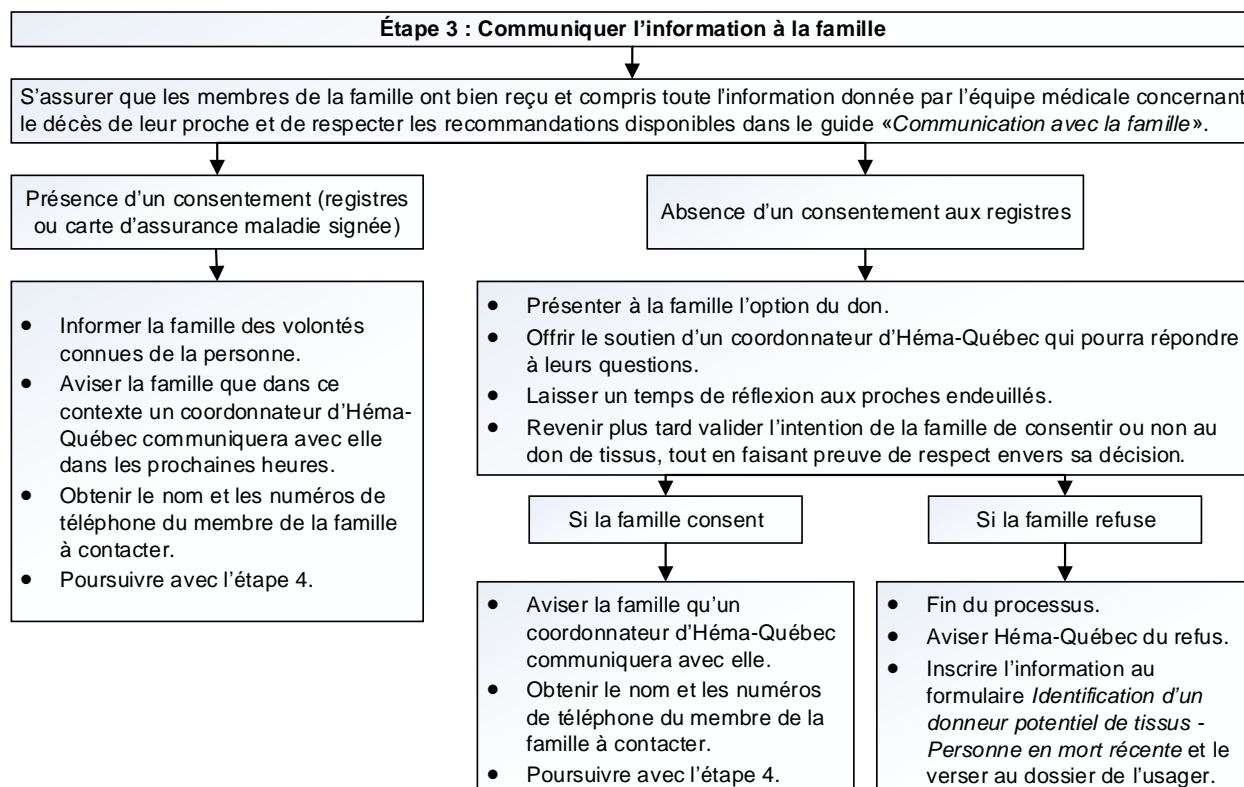 Étape 3 : Communiquer l’information à la famille
S’assurer que les membres de la famille ont bien reçu et compris toute l’information donnée par l’équipe médicale concernant
le décès de leur proche et de respecter les recommandations disponibles dans le guide «Communication avec la famille».
Présence d’un consentement (registres
ou carte d’assurance maladie signée)
• Informer la famille des volontés
connues de la personne.
• Aviser la famille que dans ce
contexte un coordonnateur d’Héma-
Québec communiquera avec elle
dans les prochaines heures.
• Obtenir le nom et les numéros de
téléphone du membre de la famille
à contacter.
• Poursuivre avec l’étape 4.
Absence d’un consentement aux registres
• Présenter à la famille l’option du don.
• Offrir le soutien d’un coordonnateur d’Héma-Québec qui pourra répondre
à leurs questions.
• Laisser un temps de réflexion aux proches endeuillés.
• Revenir plus tard valider l’intention de la famille de consentir ou non au
don de tissus, tout en faisant preuve de respect envers sa décision.
Si la famille consent
• Aviser la famille qu’un
coordonnateur d’Héma-Québec
communiquera avec elle.
• Obtenir le nom et les numéros
de téléphone du membre de la
famille à contacter.
• Poursuivre avec l’étape 4.
Si la famille refuse
• Fin du processus.
• Aviser Héma-Québec du refus.
• Inscrire l’information au
formulaire Identification d’un
donneur potentiel de tissus -
Personne en mort récente et le
verser au dossier de l’usager.